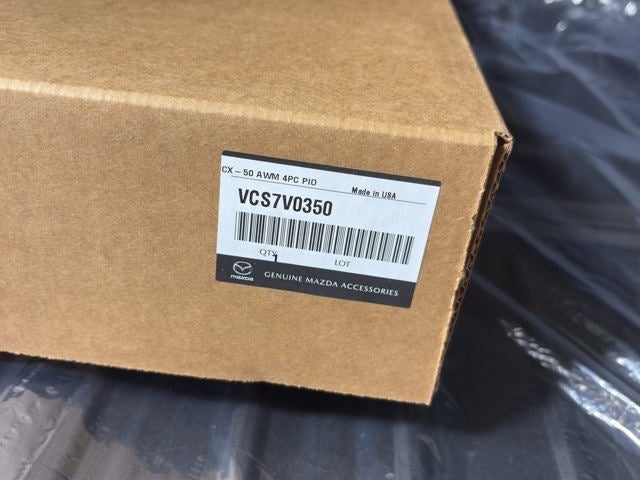 CX-50 AWM 4PC PIO
Made in USA
VCS7V0350
QTY 1
LOT
mazda
GENUINE MAZDA ACCESSORIES